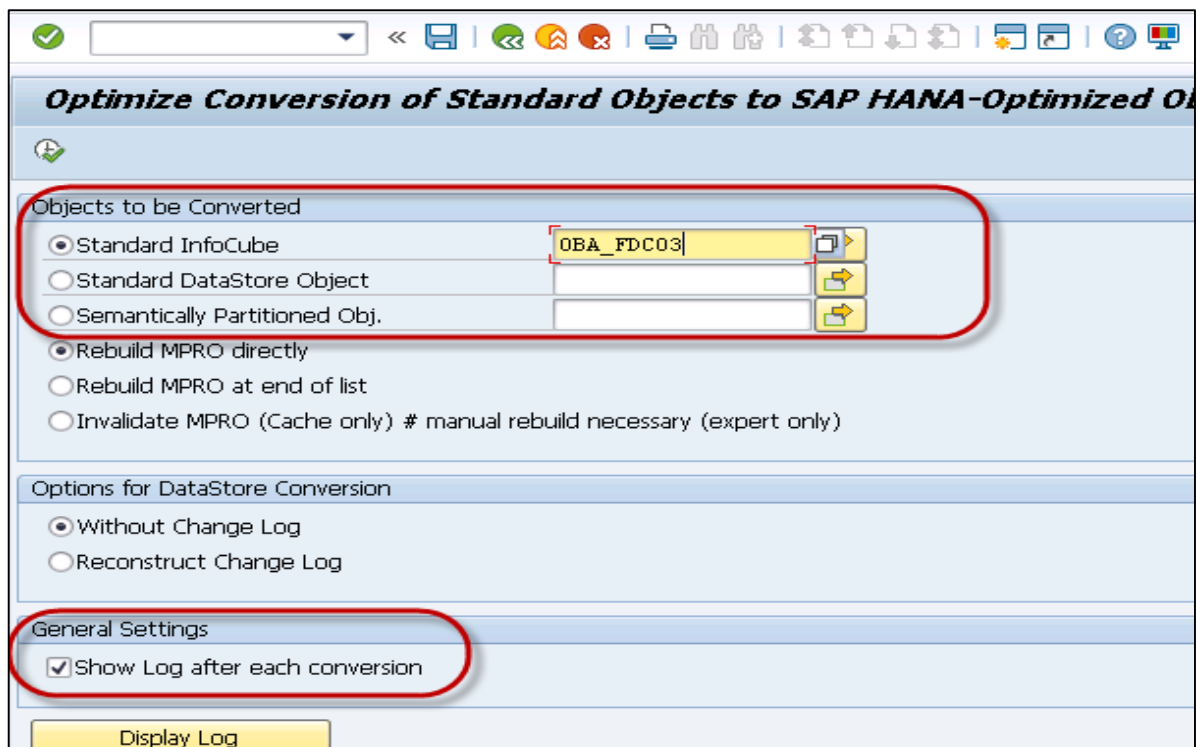 Optimize Conversion of Standard Objects to SAP HANA-Optimized
Objects to be Converted
Standard InfoCube 0BA_FDC03
Standard DataStore Object
Semantically Partitioned Obj.
Rebuild MPRO directly
Rebuild MPRO at end of list
Invalidate MPRO (Cache only) # manual rebuild necessary (expert only)
Options for DataStore Conversion
Without Change Log
Reconstruct Change Log
General Settings
Show Log after each conversion
Display Log